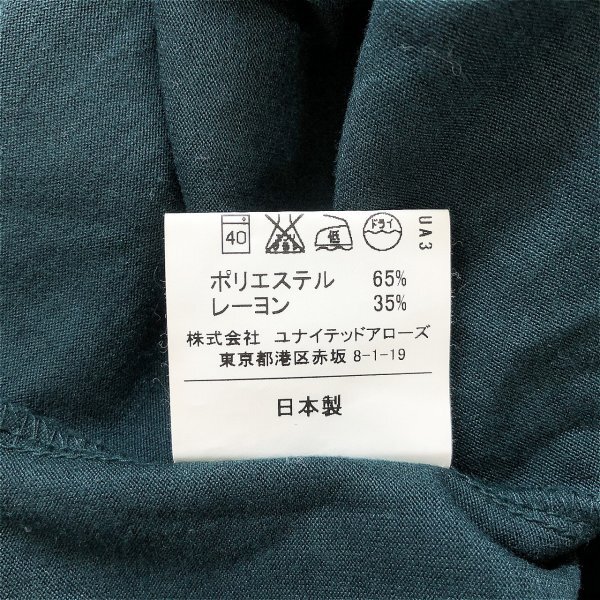 40 低 ドライ
UA3
ポリエステル 65%
レーヨン 35%
株式会社 ユナイテッドアローズ
東京都港区赤坂 8-1-19
日本製